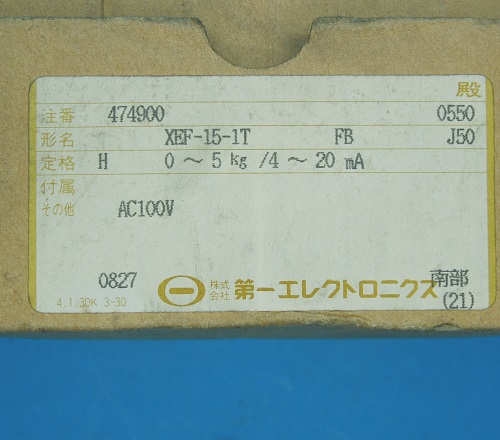 殿
注番 474900 0550
形名 XEF-15-1T FB J50
定格 H 0 ～ 5 kg /4 ～ 20 mA
付属
その他 AC100V
0827 株式会社 第一エレクトロニクス 南部
4.1.30K 3-30 (21)